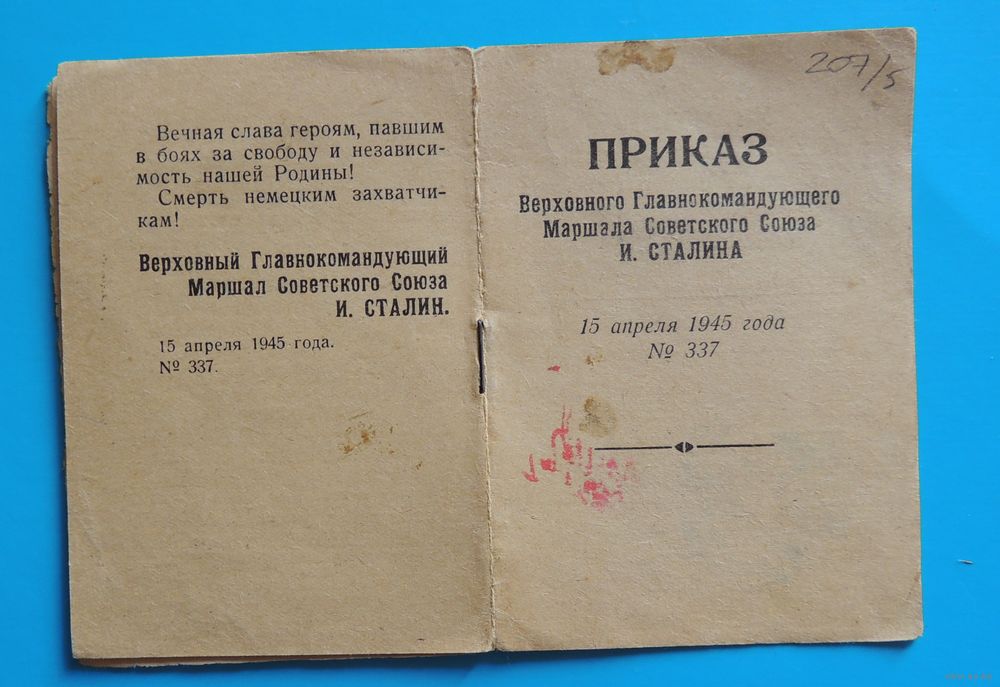 Вечная слава героям, павшим
в боях за свободу и независи-
мость нашей Родины!
Смерть немецким захватчи-
кам!
Верховный Главнокомандующий
Маршал Советского Союза
И. СТАЛИН.
15 апреля 1945 года.
№ 337.
207/5
ПРИКАЗ
Верховного Главнокомандующего
Маршала Советского Союза
И. СТАЛИНА
15 апреля 1945 года
№ 337